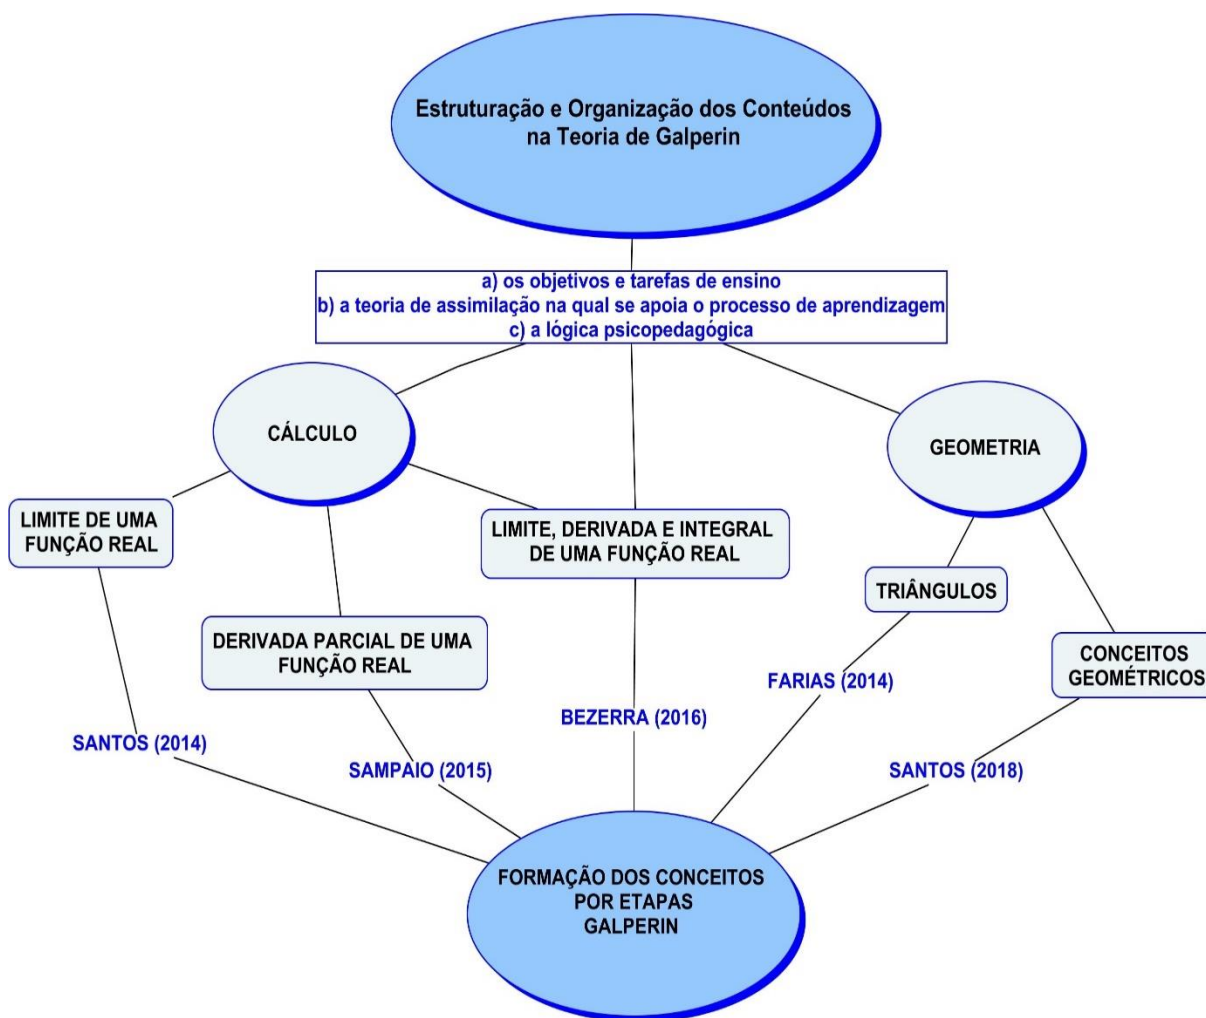 Estruturação e Organização dos Conteúdos
na Teoria de Galperin
a) os objetivos e tarefas de ensino
b) a teoria de assimilação na qual se apoia o processo de aprendizagem
c) a lógica psicopedagógica
CÁLCULO
GEOMETRIA
LIMITE DE UMA
FUNÇÃO REAL
LIMITE, DERIVADA E INTEGRAL
DE UMA FUNÇÃO REAL
TRIÂNGULOS
DERIVADA PARCIAL DE UMA
FUNÇÃO REAL
CONCEITOS
GEOMÉTRICOS
FARIAS (2014)
BEZERRA (2016)
SANTOS (2014)
SAMPAIO (2015)
SANTOS (2018)
FORMAÇÃO DOS CONCEITOS
POR ETAPAS
GALPERIN